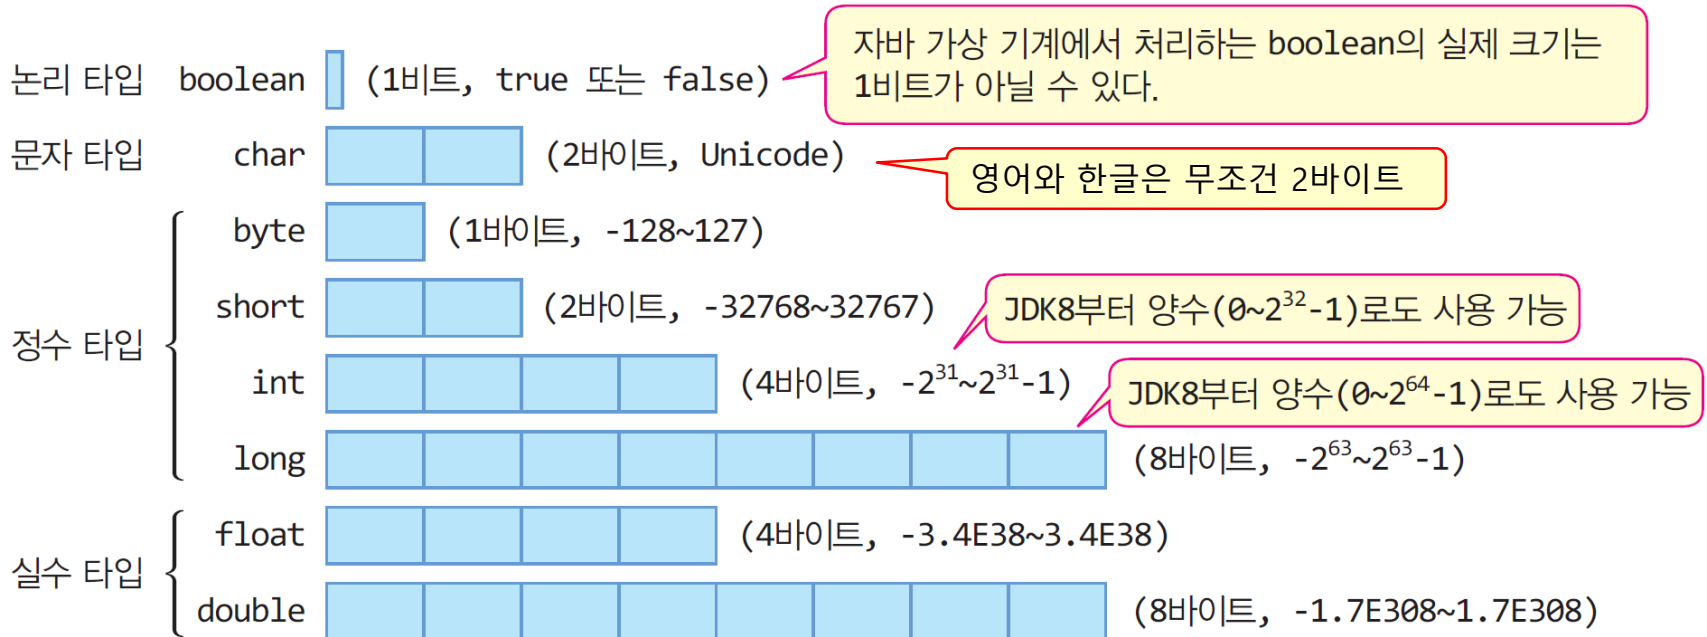 논리 타입 boolean (1비트, true 또는 false)
자바 가상 기계에서 처리하는 boolean의 실제 크기는
1비트가 아닐 수 있다.
문자 타입 char (2바이트, Unicode)
영어와 한글은 무조건 2바이트
정수 타입
byte (1바이트, -128~127)
short (2바이트, -32768~32767)
JDK8부터 양수(0~2³²-1)로도 사용 가능
int (4바이트, -2³¹~2³¹-1)
JDK8부터 양수(0~2⁶⁴-1)로도 사용 가능
long (8바이트, -2⁶³~2⁶³-1)
실수 타입
float (4바이트, -3.4E38~3.4E38)
double (8바이트, -1.7E308~1.7E308)